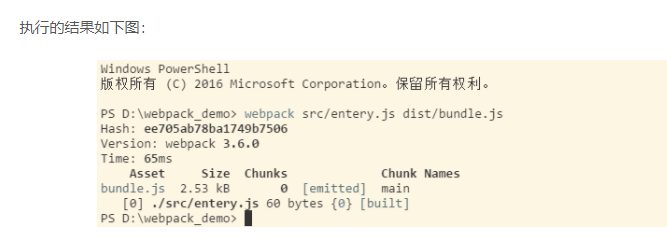 执行的结果如下图：
Windows PowerShell
版权所有 (C) 2016 Microsoft Corporation。保留所有权利。
PS D:\webpack_demo> webpack src/entery.js dist/bundle.js
Hash: ee705ab78ba1749b7506
Version: webpack 3.6.0
Time: 65ms
Asset Size Chunks Chunk Names
bundle.js 2.53 kB 0 [emitted] main
[0] ./src/entery.js 60 bytes {0} [built]
PS D:\webpack_demo>